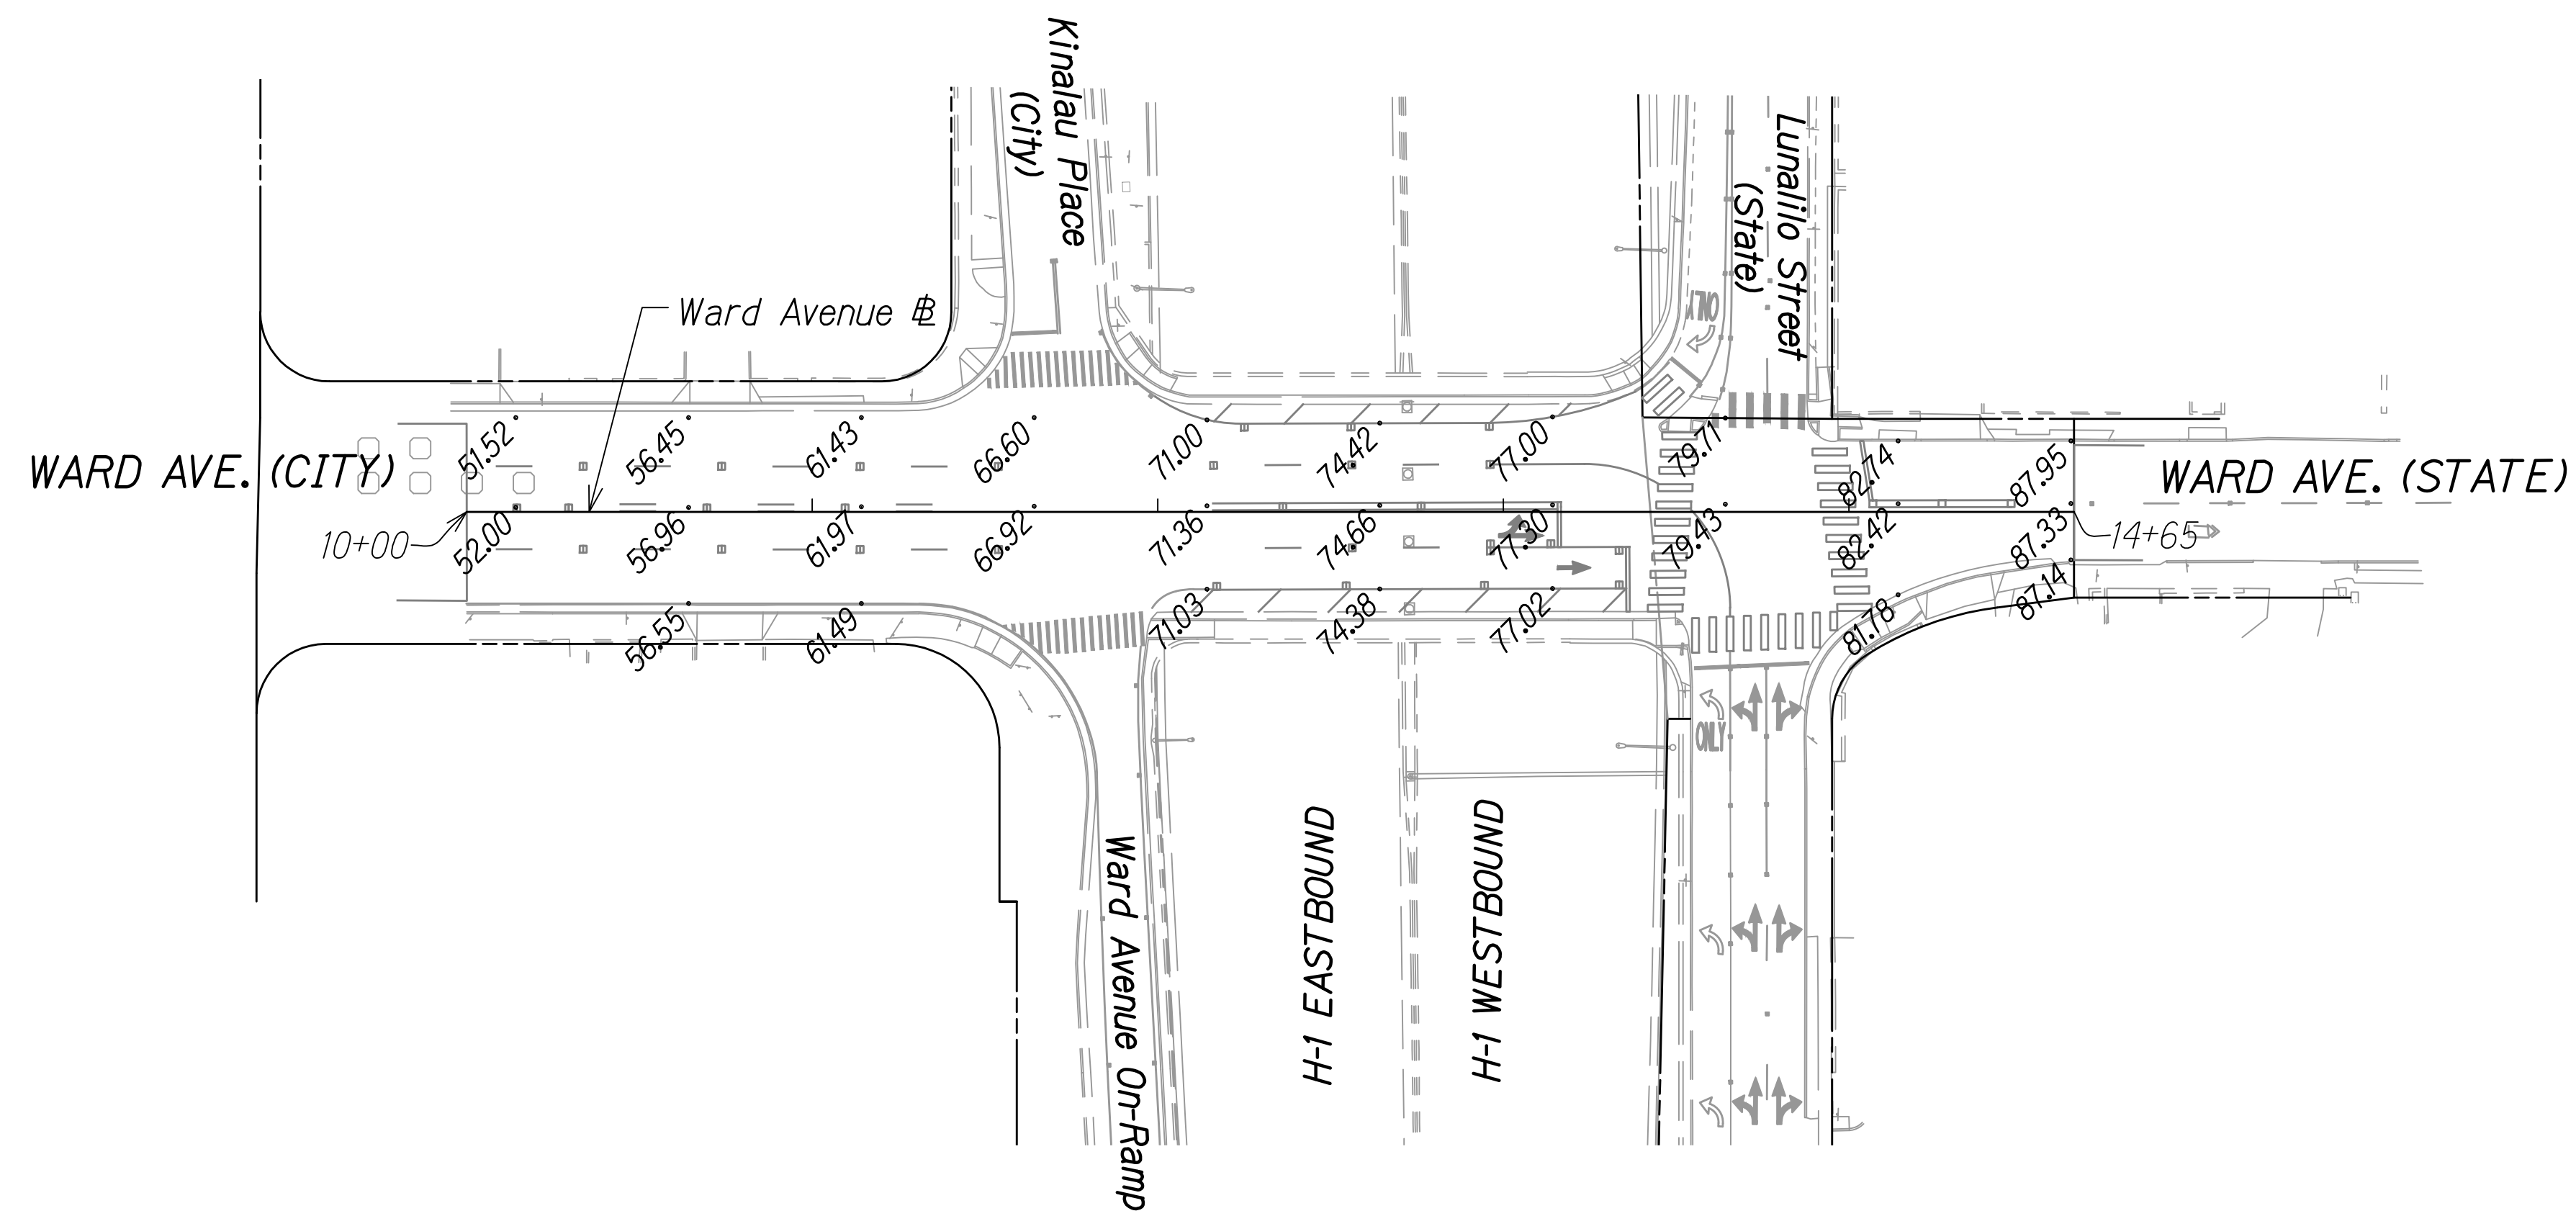 Kinalau Place
(City)
Lunalilo Street
(State)
ONLY
Ward Avenue BL
WARD AVE. (CITY)
WARD AVE. (STATE)
51.52
56.45
61.43
66.60
71.00
74.42
77.00
79.71
82.74
87.95
10+00
52.00
56.96
61.97
66.92
71.36
74.66
77.30
79.43
82.42
87.33
14+65
56.55
61.49
71.03
74.38
77.02
81.78
87.14
ONLY
Ward Avenue On-Ramp
H-1 EASTBOUND
H-1 WESTBOUND